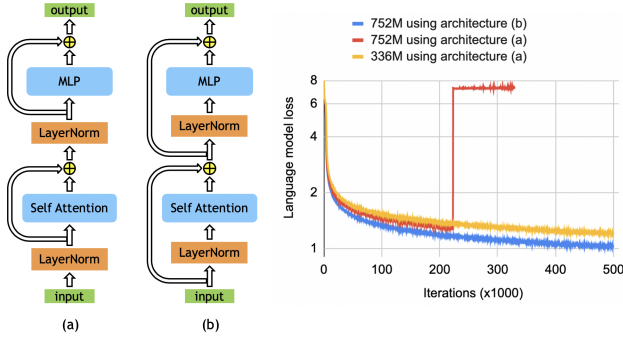 output
MLP
LayerNorm
Self Attention
LayerNorm
input
(a)
output
MLP
LayerNorm
Self Attention
LayerNorm
input
(b)
752M using architecture (b)
752M using architecture (a)
336M using architecture (a)
Language model loss
8
6
4
2
1
0
100
200
300
400
500
Iterations (x1000)